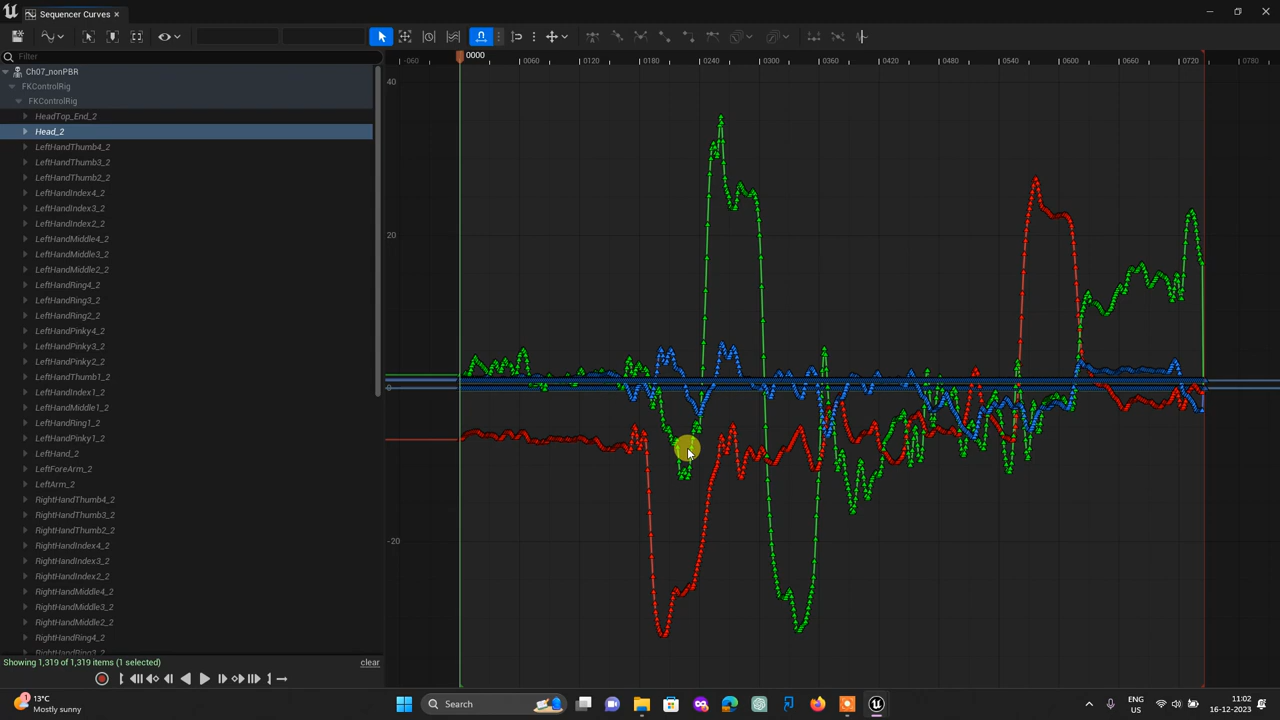 Sequencer Curves
Filter
Ch07_nonPBR
FKControlRig
FKControlRig
HeadTop_End_2
Head_2
LeftHandThumb4_2
LeftHandThumb3_2
LeftHandThumb2_2
LeftHandIndex4_2
LeftHandIndex3_2
LeftHandIndex2_2
LeftHandMiddle4_2
LeftHandMiddle3_2
LeftHandMiddle2_2
LeftHandRing4_2
LeftHandRing3_2
LeftHandRing2_2
LeftHandPinky4_2
LeftHandPinky3_2
LeftHandPinky2_2
LeftHandThumb1_2
LeftHandIndex1_2
LeftHandMiddle1_2
LeftHandRing1_2
LeftHandPinky1_2
LeftHand_2
LeftForeArm_2
LeftArm_2
RightHandThumb4_2
RightHandThumb3_2
RightHandThumb2_2
RightHandIndex4_2
RightHandIndex3_2
RightHandIndex2_2
RightHandMiddle4_2
RightHandMiddle3_2
RightHandMiddle2_2
RightHandRing4_2
RightHandRing3_2
Showing 1,319 of 1,319 items (1 selected)
clear
0000
-060 0060 0120 0180 0240 0300 0360 0420 0480 0540 0600 0660 0720 0780
40
20
0
-20
13°C
Mostly sunny
Search
ENG
US
11:02
16-12-2023